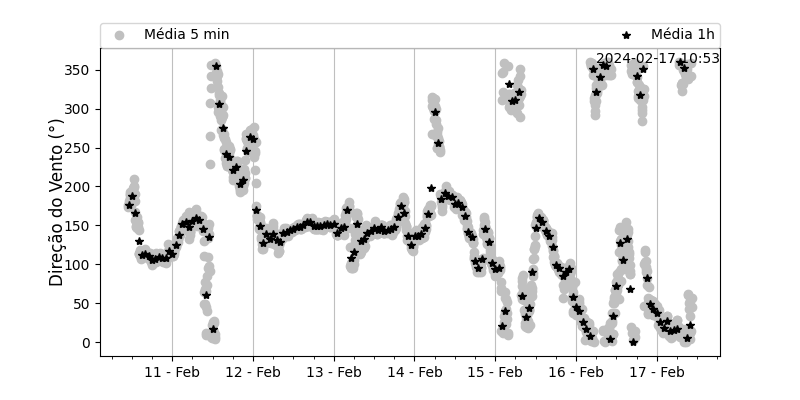 Média 5 min
Média 1h
2024-02-17 10:53
Direção do Vento (°)
350
300
250
200
150
100
50
0
11 - Feb
12 - Feb
13 - Feb
14 - Feb
15 - Feb
16 - Feb
17 - Feb